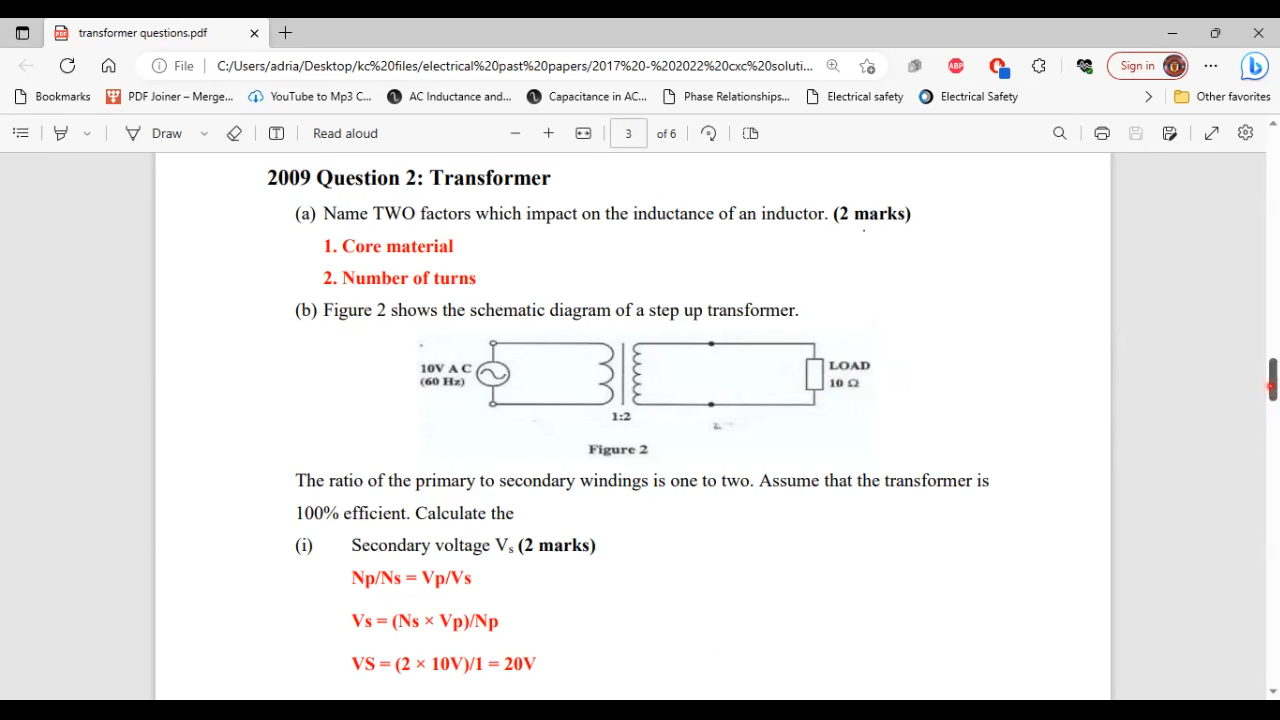 transformer questions.pdf
File
C:/Users/adria/Desktop/kc%20files/electrical%20past%20papers/2017%20-%202022%20cxc%20soluti...
Sign in
Bookmarks
PDF Joiner – Merge...
YouTube to Mp3 C...
AC Inductance and...
Capacitance in AC...
Phase Relationships...
Electrical safety
Electrical Safety
Other favorites
Draw
Read aloud
3 of 6
2009 Question 2: Transformer
(a) Name TWO factors which impact on the inductance of an inductor. (2 marks)
1. Core material
2. Number of turns
(b) Figure 2 shows the schematic diagram of a step up transformer.
10V A C
(60 Hz)
LOAD
10 Ω
1:2
Figure 2
The ratio of the primary to secondary windings is one to two. Assume that the transformer is
100% efficient. Calculate the
(i) Secondary voltage Vs (2 marks)
Np/Ns = Vp/Vs
Vs = (Ns × Vp)/Np
VS = (2 × 10V)/1 = 20V